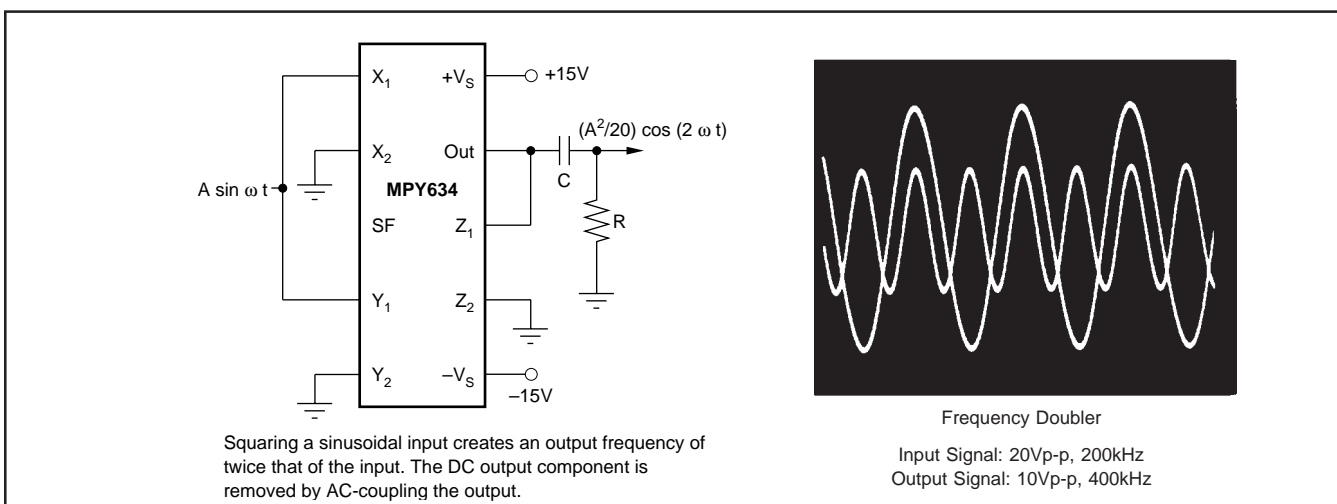 X1
+VS
+15V
(A2/20) cos (2 ω t)
X2
Out
C
A sin ω t
MPY634
SF
Z1
R
Y1
Z2
Y2
–VS
–15V
Squaring a sinusoidal input creates an output frequency of
twice that of the input. The DC output component is
removed by AC-coupling the output.
Frequency Doubler
Input Signal: 20Vp-p, 200kHz
Output Signal: 10Vp-p, 400kHz